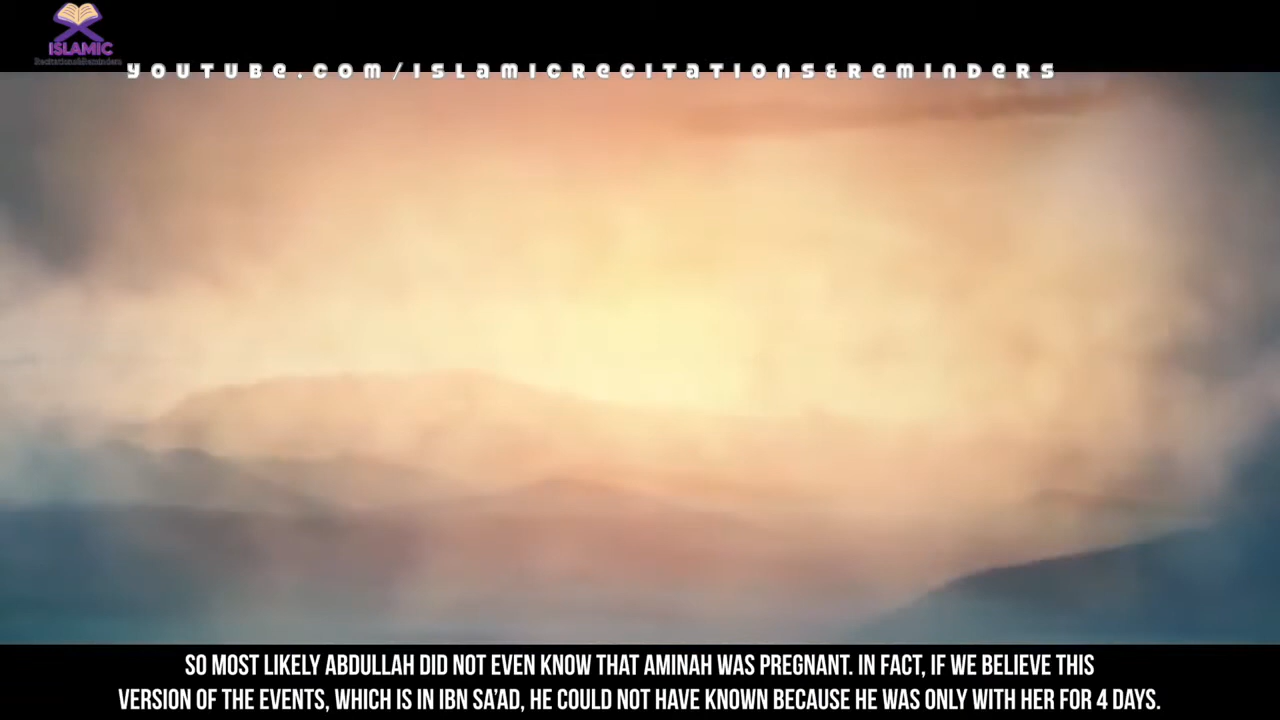 ISLAMIC
Recitations&Reminders
YOUTUBe.COM/ISLamICReCITaTIONS&ReMINDeRS
SO MOST LIKELY ABDULLAH DID NOT EVEN KNOW THAT AMINAH WAS PREGNANT. IN FACT, IF WE BELIEVE THIS
VERSION OF THE EVENTS, WHICH IS IN IBN SA'AD, HE COULD NOT HAVE KNOWN BECAUSE HE WAS ONLY WITH HER FOR 4 DAYS.